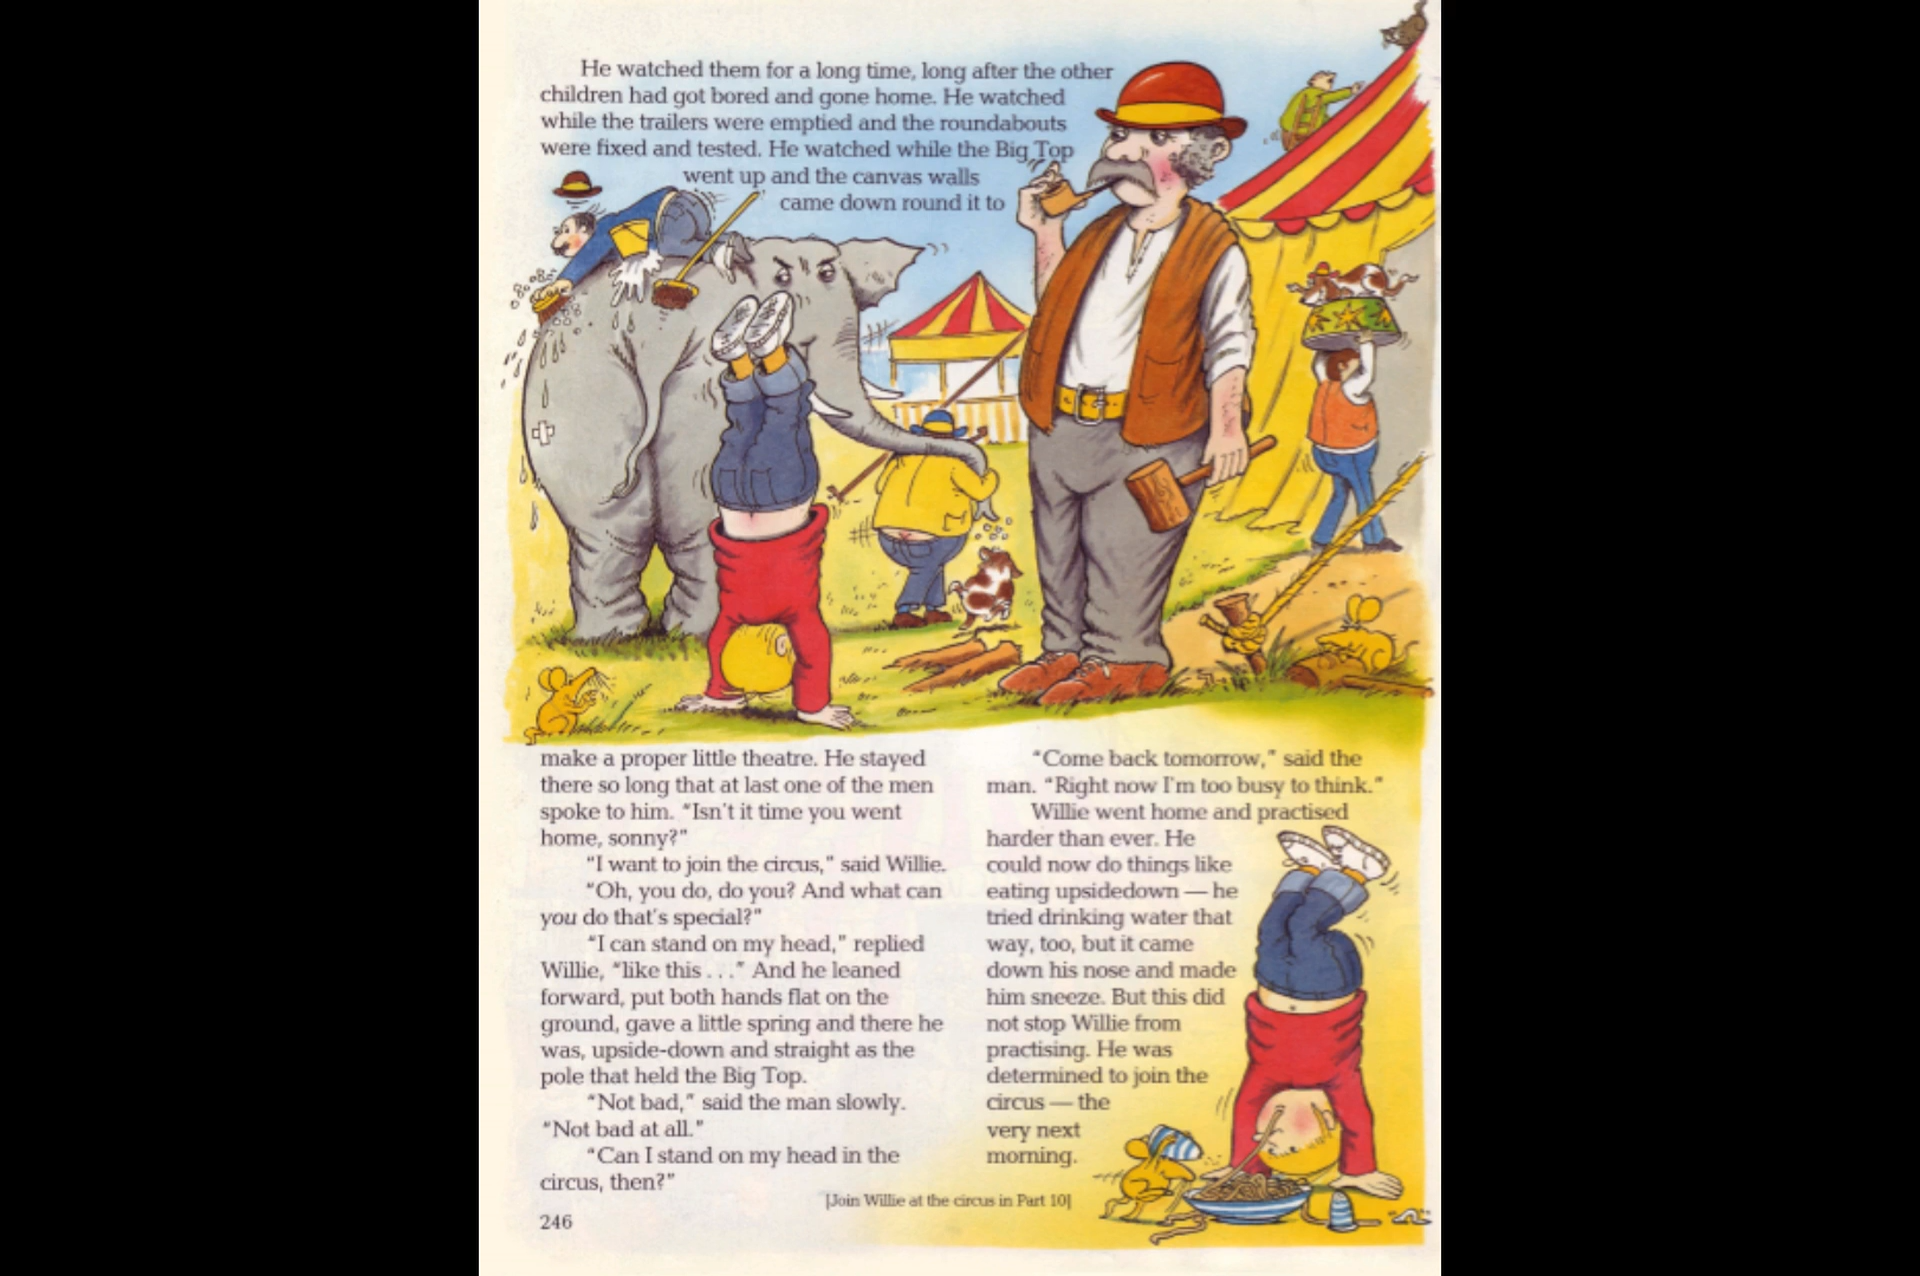 He watched them for a long time, long after the other
children had got bored and gone home. He watched
while the trailers were emptied and the roundabouts
were fixed and tested. He watched while the Big Top
went up and the canvas walls
came down round it to
make a proper little theatre. He stayed
there so long that at last one of the men
spoke to him. “Isn't it time you went
home, sonny?”
“I want to join the circus,” said Willie.
“Oh, you do, do you? And what can
you do that's special?”
“I can stand on my head,” replied
Willie, “like this . . .” And he leaned
forward, put both hands flat on the
ground, gave a little spring and there he
was, upside-down and straight as the
pole that held the Big Top.
“Not bad,” said the man slowly.
“Not bad at all.”
“Can I stand on my head in the
circus, then?”
“Come back tomorrow,” said the
man. “Right now I'm too busy to think.”
Willie went home and practised
harder than ever. He
could now do things like
eating upsidedown — he
tried drinking water that
way, too, but it came
down his nose and made
him sneeze. But this did
not stop Willie from
practising. He was
determined to join the
circus — the
very next
morning.
[Join Willie at the circus in Part 10]
246